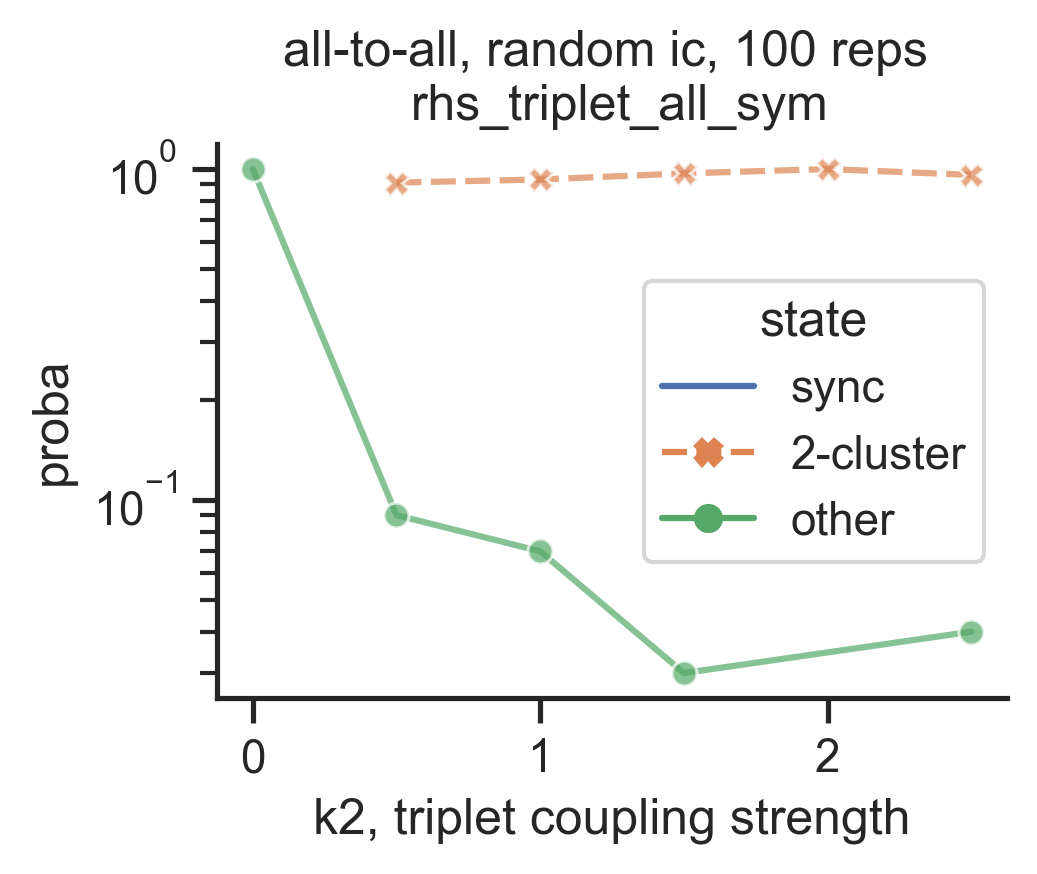 all-to-all, random ic, 100 reps
rhs_triplet_all_sym
10^0
10^−1
proba
state
sync
2-cluster
other
0
1
2
k2, triplet coupling strength